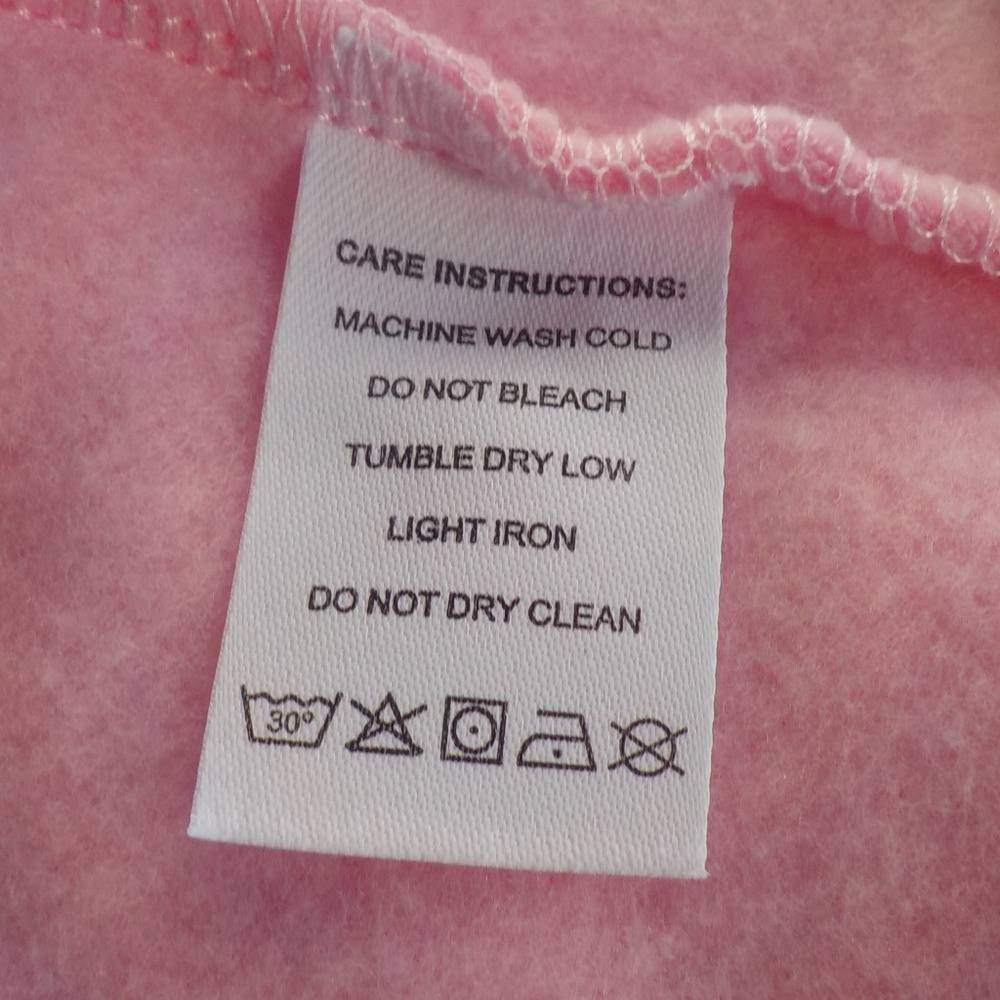 CARE INSTRUCTIONS:
MACHINE WASH COLD
DO NOT BLEACH
TUMBLE DRY LOW
LIGHT IRON
DO NOT DRY CLEAN
30°